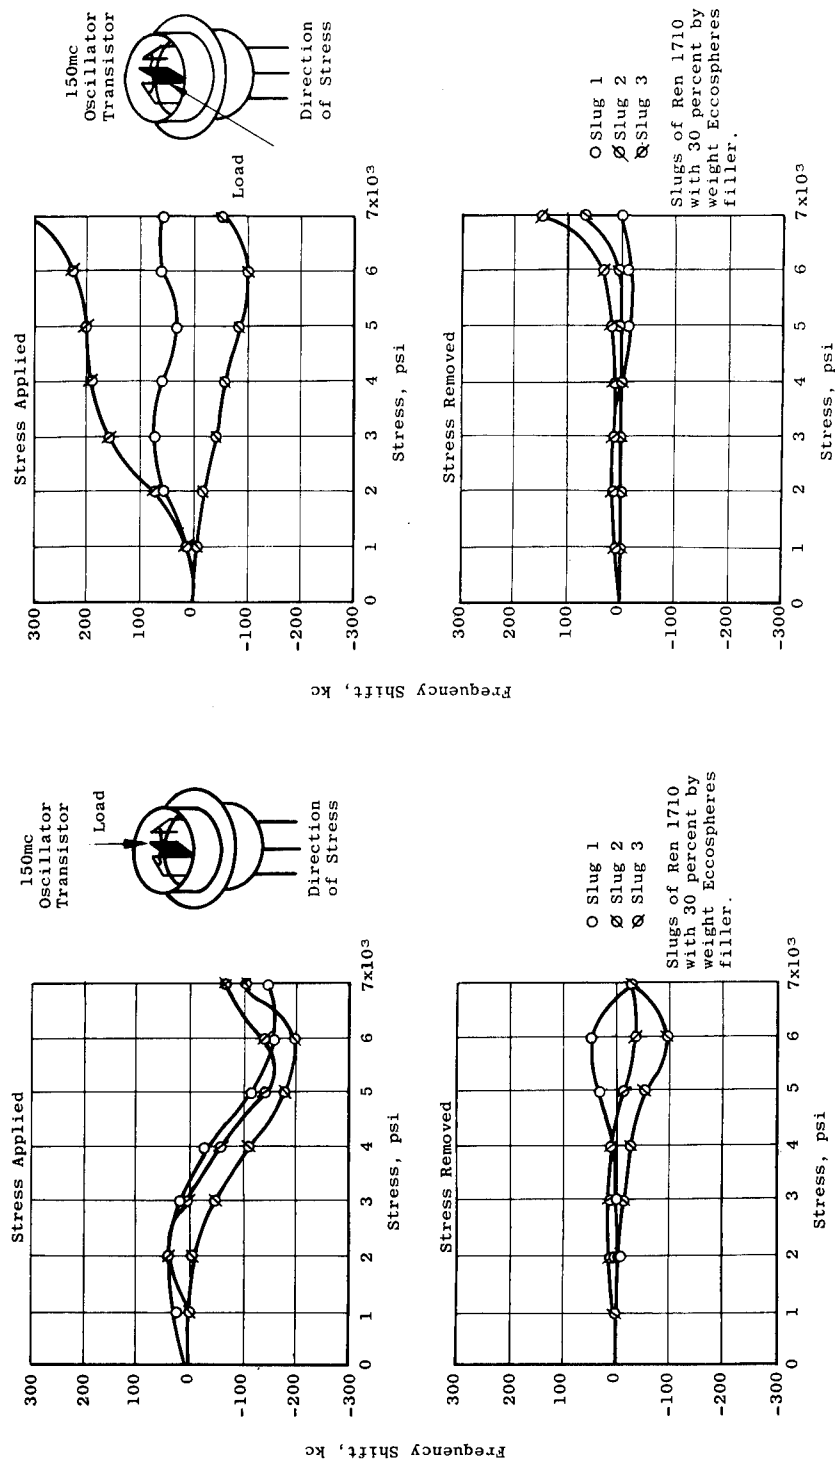 150mc
Oscillator
Transistor
Load
Direction
of Stress
Stress Applied
300
200
100
0
-100
-200
-300
0
1
2
3
4
5
6
7x10³
Stress, psi
Frequency Shift, kc
Stress Removed
300
200
100
0
-100
-200
-300
0
1
2
3
4
5
6
7x10³
Stress, psi
Slug 1
Slug 2
Slug 3
Slugs of Ren 1710
with 30 percent by
weight Eccospheres
filler.
150mc
Oscillator
Transistor
Load
Direction
of Stress
Stress Applied
300
200
100
0
-100
-200
-300
0
1
2
3
4
5
6
7x10³
Stress, psi
Frequency Shift, kc
Stress Removed
300
200
100
0
-100
-200
-300
0
1
2
3
4
5
6
7x10³
Stress, psi
Frequency Shift, kc
Slug 1
Slug 2
Slug 3
Slugs of Ren 1710
with 30 percent by
weight Eccospheres
filler.